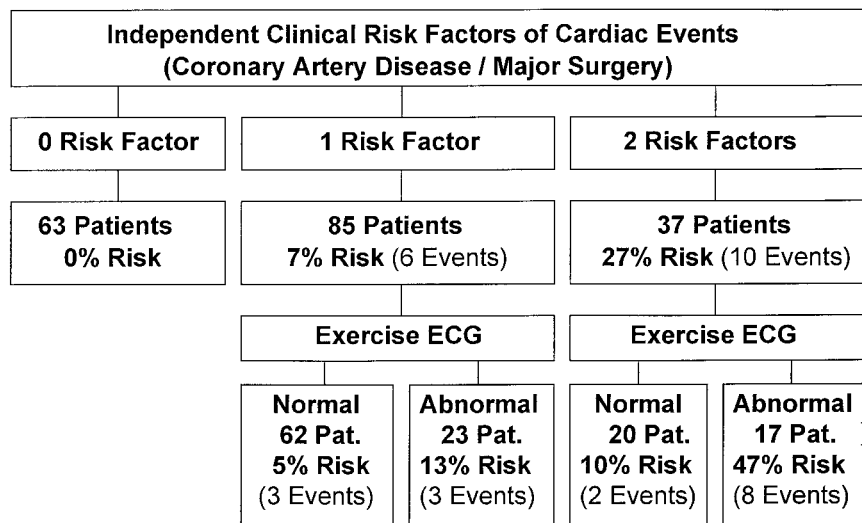 Independent Clinical Risk Factors of Cardiac Events
(Coronary Artery Disease / Major Surgery)
0 Risk Factor
1 Risk Factor
2 Risk Factors
63 Patients
0% Risk
85 Patients
7% Risk (6 Events)
37 Patients
27% Risk (10 Events)
Exercise ECG
Exercise ECG
Normal
62 Pat.
5% Risk
(3 Events)
Abnormal
23 Pat.
13% Risk
(3 Events)
Normal
20 Pat.
10% Risk
(2 Events)
Abnormal
17 Pat.
47% Risk
(8 Events)